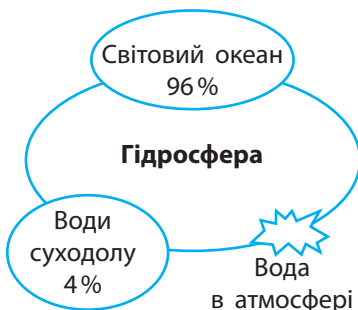 Світовий океан
96 %
Гідросфера
Води
суходолу
4 %
Вода
в атмосфері